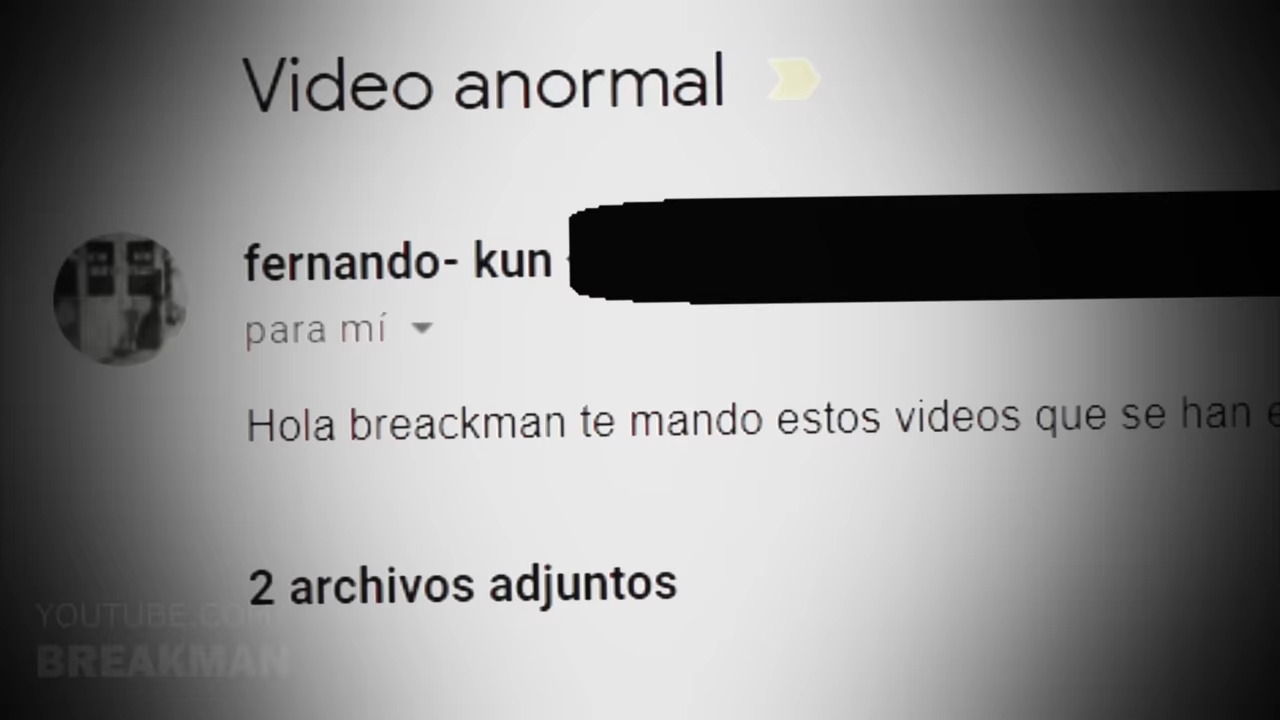 Video anormal
fernando- kun
para mí
Hola breackman te mando estos videos que se han
2 archivos adjuntos
YOUTUBE.COM
BREAKMAN